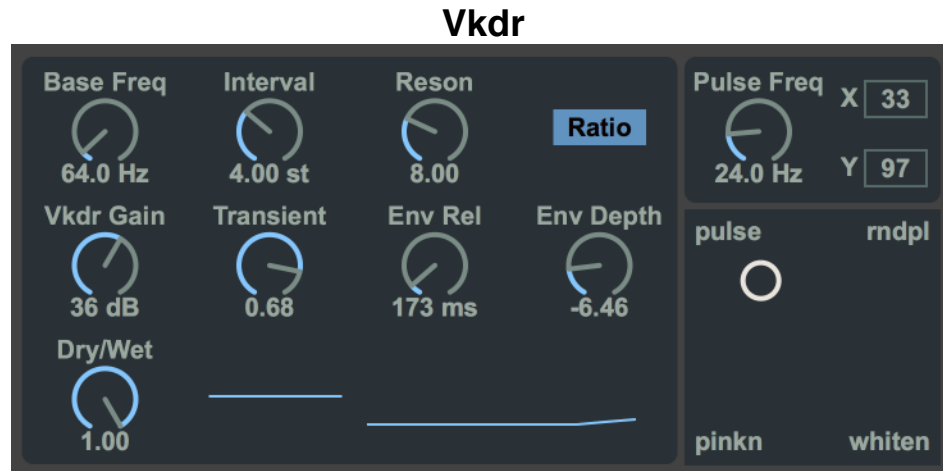 Vkdr
Base Freq Interval Reson Pulse Freq X 33
Ratio
64.0 Hz 4.00 st 8.00 24.0 Hz Y 97
Vkdr Gain Transient Env Rel Env Depth pulse rndpl
36 dB 0.68 173 ms -6.46
Dry/Wet
1.00 pinkn whiten